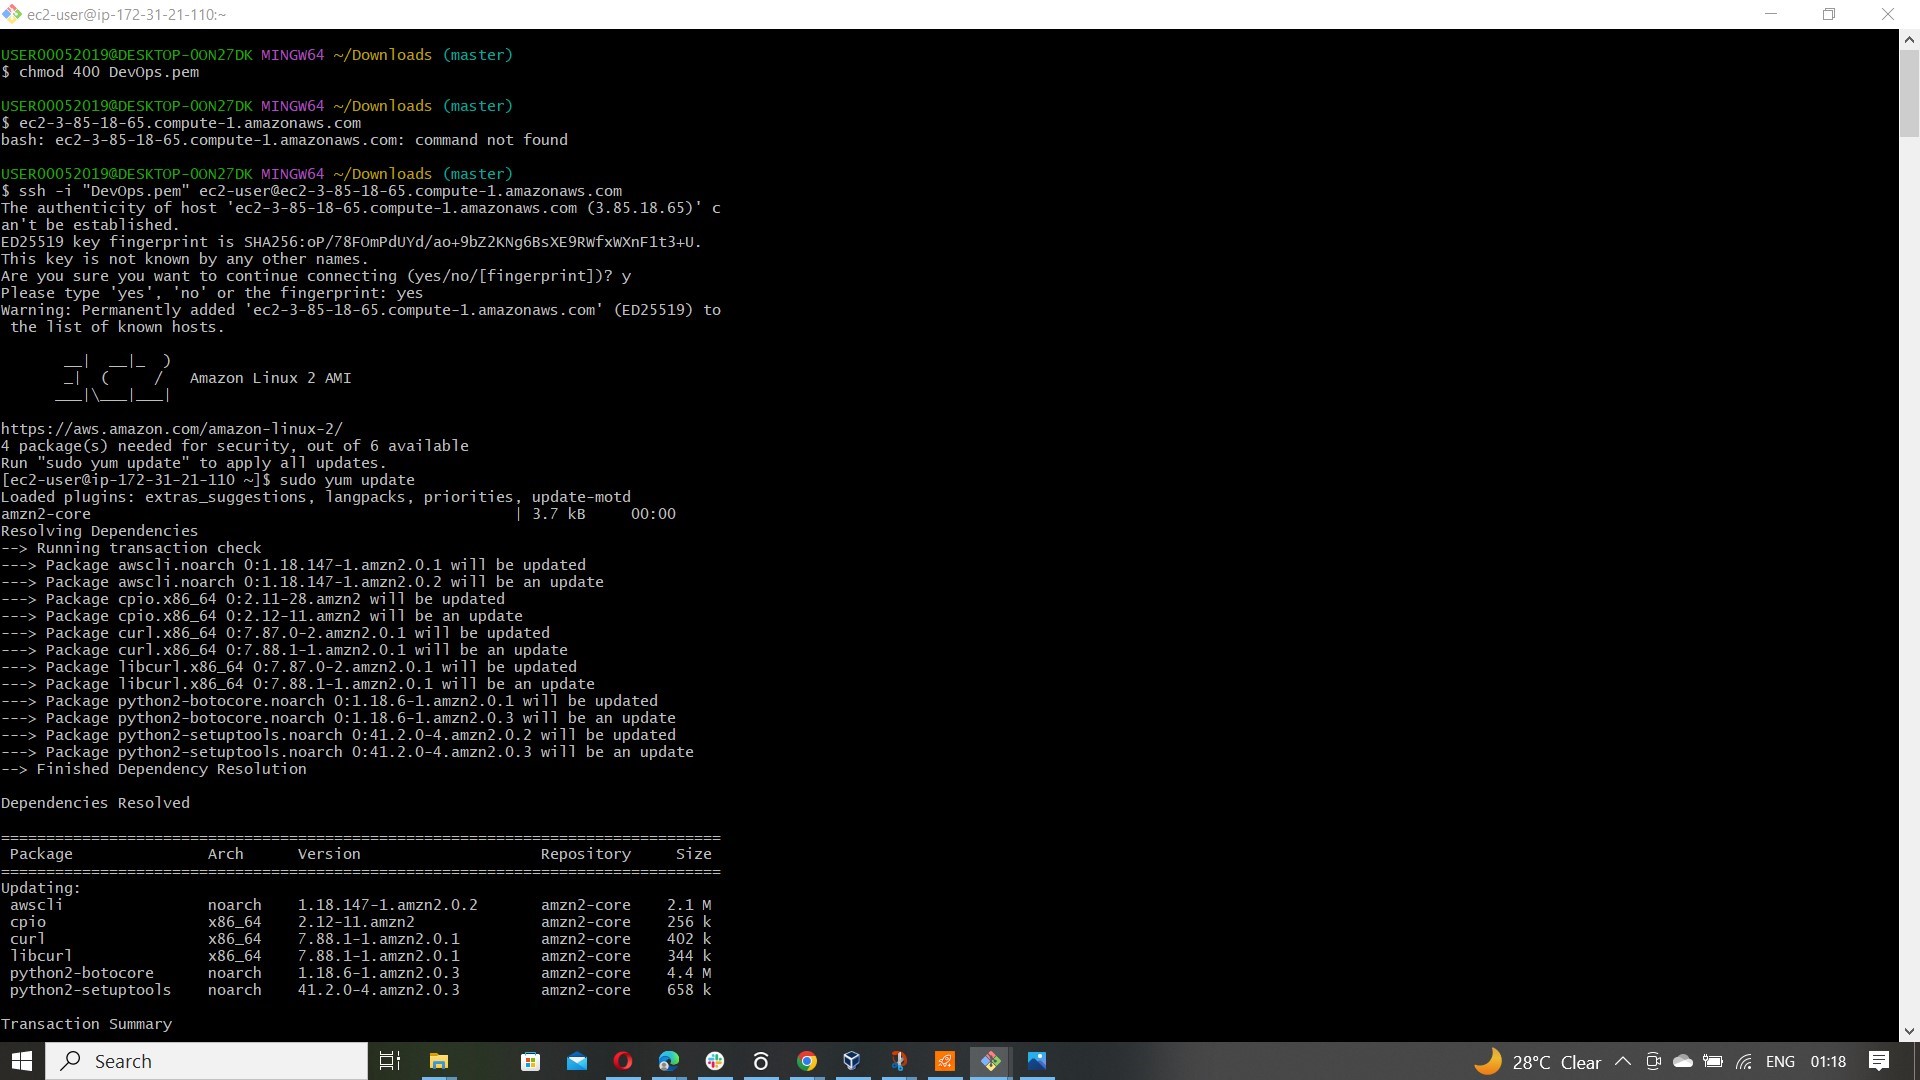 ec2-user@ip-172-31-21-110:~
USER00052019@DESKTOP-OON27DK MINGW64 ~/Downloads (master)
$ chmod 400 DevOps.pem
USER00052019@DESKTOP-OON27DK MINGW64 ~/Downloads (master)
$ ec2-3-85-18-65.compute-1.amazonaws.com
bash: ec2-3-85-18-65.compute-1.amazonaws.com: command not found
USER00052019@DESKTOP-OON27DK MINGW64 ~/Downloads (master)
$ ssh -i "DevOps.pem" ec2-user@ec2-3-85-18-65.compute-1.amazonaws.com
The authenticity of host 'ec2-3-85-18-65.compute-1.amazonaws.com (3.85.18.65)' c
an't be established.
ED25519 key fingerprint is SHA256:oP/78FOmPdUYd/ao+9bZ2KNg6BsXE9RWfxWXnF1t3+U.
This key is not known by any other names.
Are you sure you want to continue connecting (yes/no/[fingerprint])? y
Please type 'yes', 'no' or the fingerprint: yes
Warning: Permanently added 'ec2-3-85-18-65.compute-1.amazonaws.com' (ED25519) to
 the list of known hosts.
       __|  __|_  )
       _|  (     /   Amazon Linux 2 AMI
      ___|\___|___|
https://aws.amazon.com/amazon-linux-2/
4 package(s) needed for security, out of 6 available
Run "sudo yum update" to apply all updates.
[ec2-user@ip-172-31-21-110 ~]$ sudo yum update
Loaded plugins: extras_suggestions, langpacks, priorities, update-motd
amzn2-core | 3.7 kB 00:00
Resolving Dependencies
--> Running transaction check
---> Package awscli.noarch 0:1.18.147-1.amzn2.0.1 will be updated
---> Package awscli.noarch 0:1.18.147-1.amzn2.0.2 will be an update
---> Package cpio.x86_64 0:2.11-28.amzn2 will be updated
---> Package cpio.x86_64 0:2.12-11.amzn2 will be an update
---> Package curl.x86_64 0:7.87.0-2.amzn2.0.1 will be updated
---> Package curl.x86_64 0:7.88.1-1.amzn2.0.1 will be an update
---> Package libcurl.x86_64 0:7.87.0-2.amzn2.0.1 will be updated
---> Package libcurl.x86_64 0:7.88.1-1.amzn2.0.1 will be an update
---> Package python2-botocore.noarch 0:1.18.6-1.amzn2.0.1 will be updated
---> Package python2-botocore.noarch 0:1.18.6-1.amzn2.0.3 will be an update
---> Package python2-setuptools.noarch 0:41.2.0-4.amzn2.0.2 will be updated
---> Package python2-setuptools.noarch 0:41.2.0-4.amzn2.0.3 will be an update
--> Finished Dependency Resolution
Dependencies Resolved
================================================================================
Package Arch Version Repository Size
================================================================================
Updating:
awscli noarch 1.18.147-1.amzn2.0.2 amzn2-core 2.1 M
cpio x86_64 2.12-11.amzn2 amzn2-core 256 k
curl x86_64 7.88.1-1.amzn2.0.1 amzn2-core 402 k
libcurl x86_64 7.88.1-1.amzn2.0.1 amzn2-core 344 k
python2-botocore noarch 1.18.6-1.amzn2.0.3 amzn2-core 4.4 M
python2-setuptools noarch 41.2.0-4.amzn2.0.3 amzn2-core 658 k
Transaction Summary
Search 28°C Clear ENG 01:18